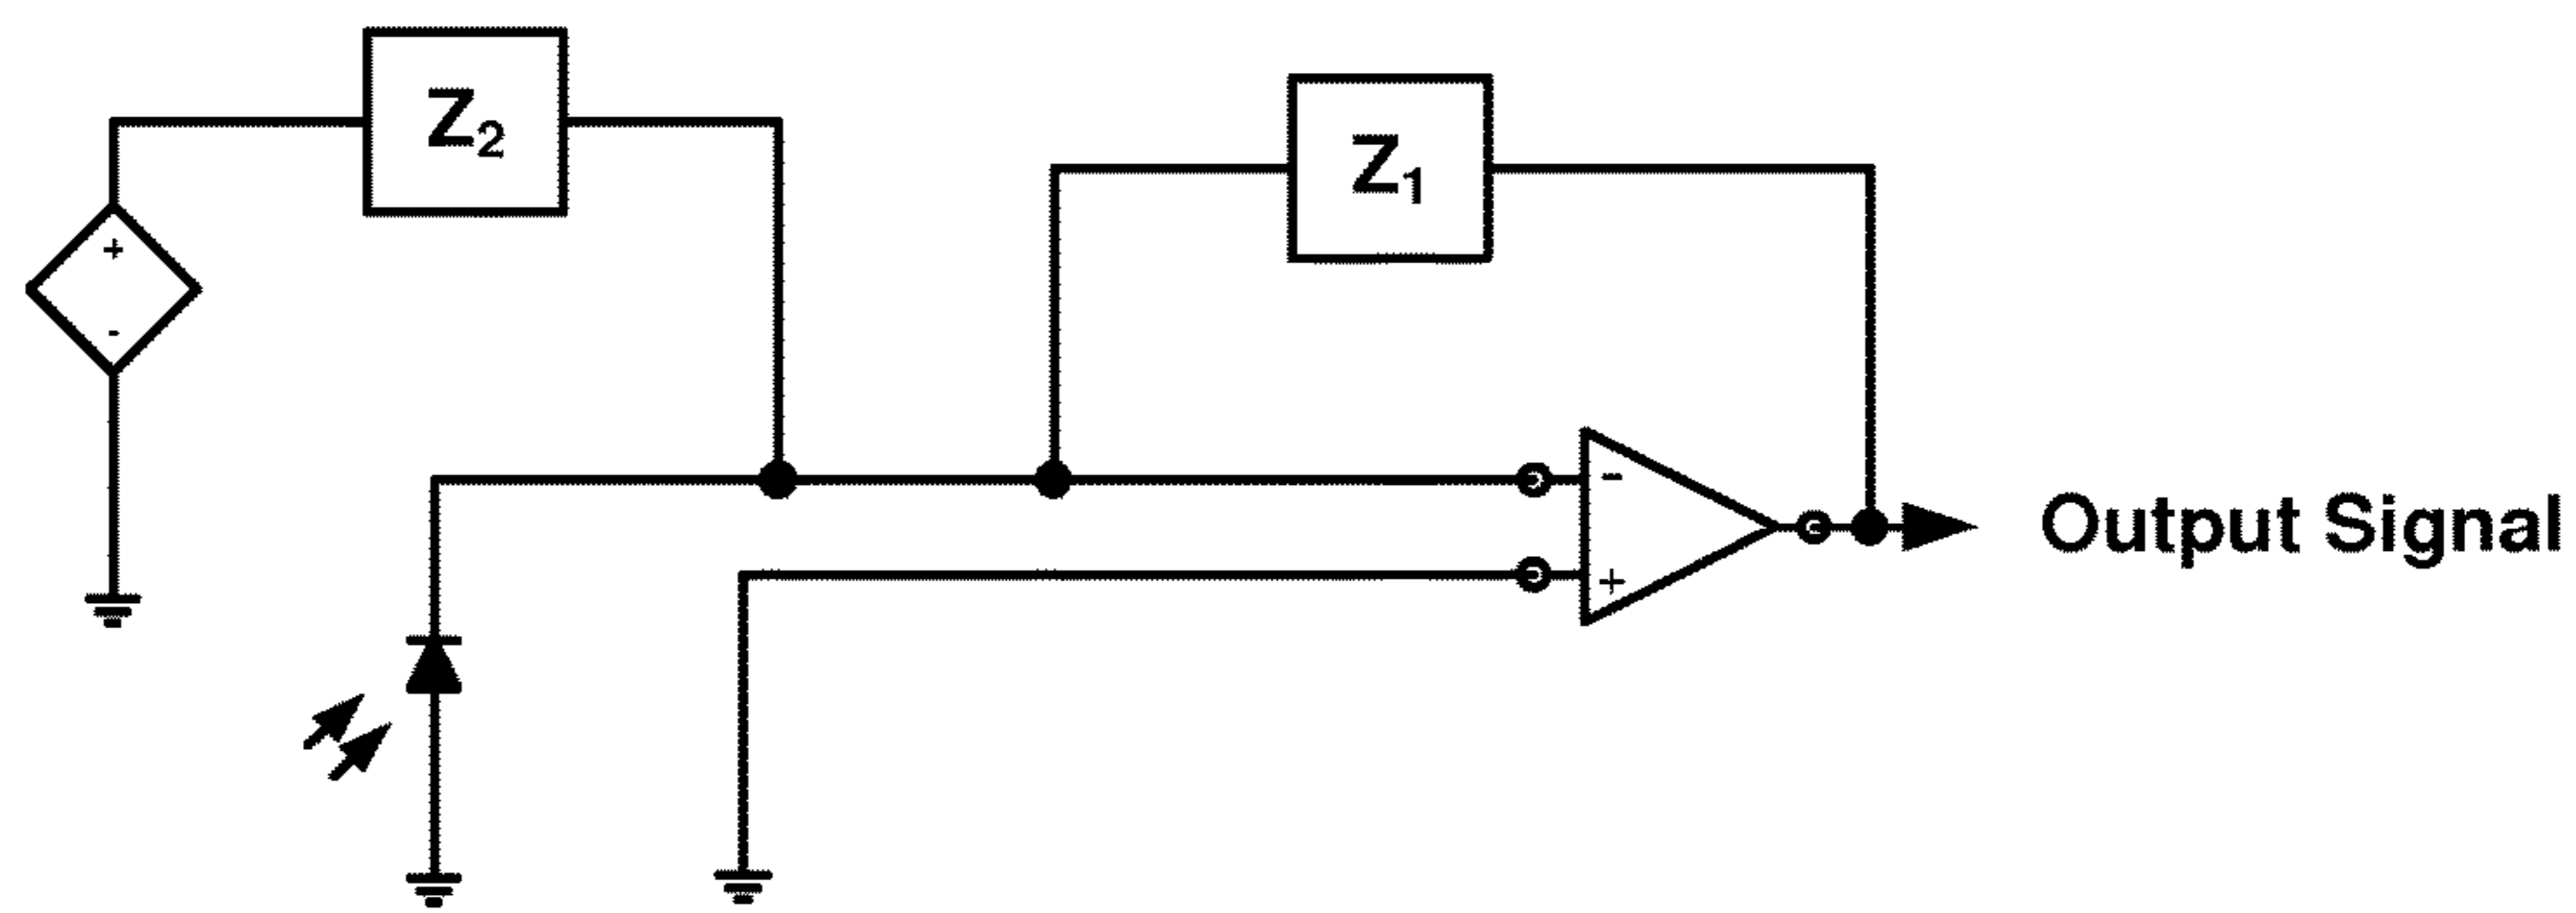 Z₂
Z₁
+
-
-
+
Output Signal